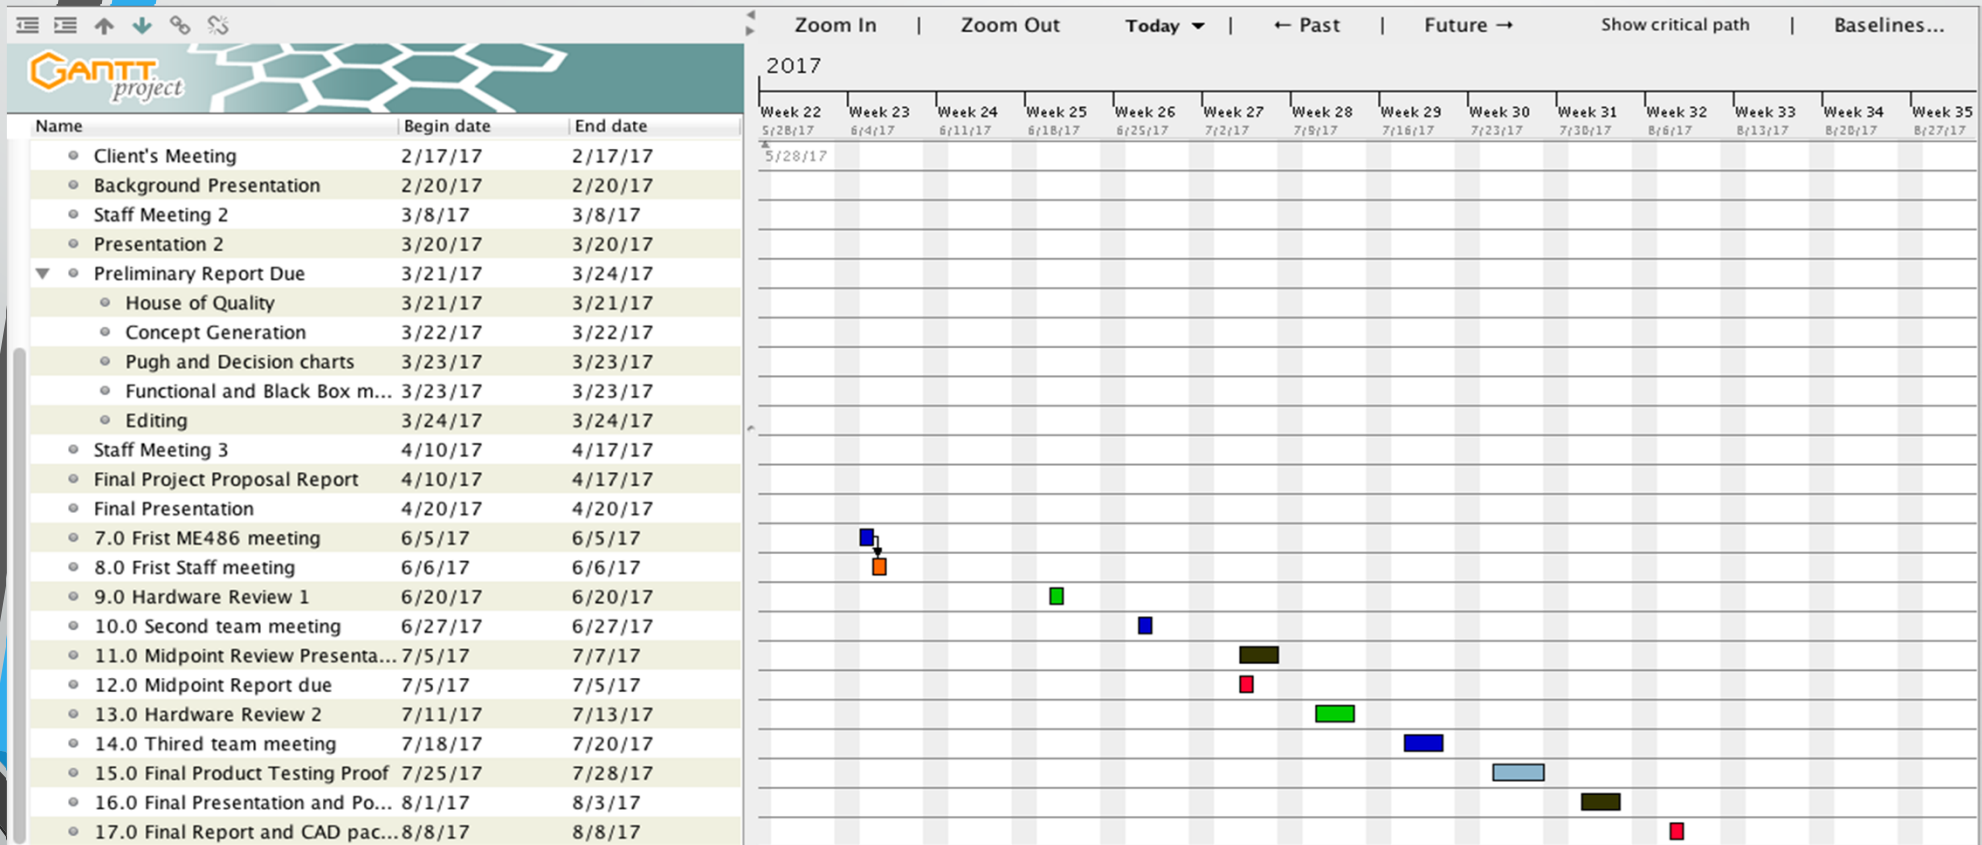 Zoom In | Zoom Out Today ▼ | ← Past | Future → Show critical path | Baselines...
GANTT project
2017
Week 22 Week 23 Week 24 Week 25 Week 26 Week 27 Week 28 Week 29 Week 30 Week 31 Week 32 Week 33 Week 34 Week 35
5/28/17 6/4/17 6/11/17 6/18/17 6/25/17 7/2/17 7/9/17 7/16/17 7/23/17 7/30/17 8/6/17 8/13/17 8/20/17 8/27/17
5/28/17
Name Begin date End date
Client's Meeting 2/17/17 2/17/17
Background Presentation 2/20/17 2/20/17
Staff Meeting 2 3/8/17 3/8/17
Presentation 2 3/20/17 3/20/17
Preliminary Report Due 3/21/17 3/24/17
House of Quality 3/21/17 3/21/17
Concept Generation 3/22/17 3/22/17
Pugh and Decision charts 3/23/17 3/23/17
Functional and Black Box m... 3/23/17 3/23/17
Editing 3/24/17 3/24/17
Staff Meeting 3 4/10/17 4/17/17
Final Project Proposal Report 4/10/17 4/17/17
Final Presentation 4/20/17 4/20/17
7.0 Frist ME486 meeting 6/5/17 6/5/17
8.0 Frist Staff meeting 6/6/17 6/6/17
9.0 Hardware Review 1 6/20/17 6/20/17
10.0 Second team meeting 6/27/17 6/27/17
11.0 Midpoint Review Presenta... 7/5/17 7/7/17
12.0 Midpoint Report due 7/5/17 7/5/17
13.0 Hardware Review 2 7/11/17 7/13/17
14.0 Thired team meeting 7/18/17 7/20/17
15.0 Final Product Testing Proof 7/25/17 7/28/17
16.0 Final Presentation and Po... 8/1/17 8/3/17
17.0 Final Report and CAD pac... 8/8/17 8/8/17